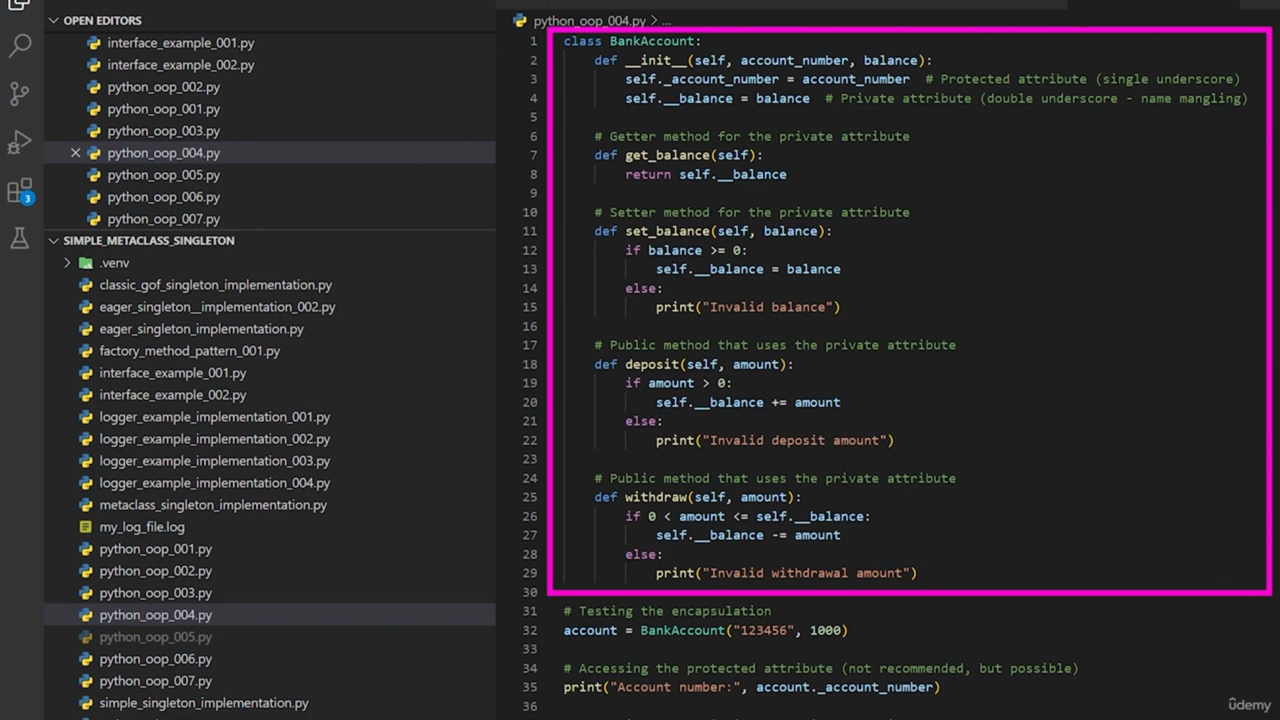 OPEN EDITORS
interface_example_001.py
interface_example_002.py
python_oop_002.py
python_oop_001.py
python_oop_003.py
python_oop_004.py
python_oop_005.py
python_oop_006.py
python_oop_007.py
SIMPLE_METACLASS_SINGLETON
.venv
classic_gof_singleton_implementation.py
eager_singleton__implementation_002.py
eager_singleton_implementation.py
factory_method_pattern_001.py
interface_example_001.py
interface_example_002.py
logger_example_implementation_001.py
logger_example_implementation_002.py
logger_example_implementation_003.py
logger_example_implementation_004.py
metaclass_singleton_implementation.py
my_log_file.log
python_oop_001.py
python_oop_002.py
python_oop_003.py
python_oop_004.py
python_oop_005.py
python_oop_006.py
python_oop_007.py
simple_singleton_implementation.py
3
python_oop_004.py > ...
1 class BankAccount:
2 def __init__(self, account_number, balance):
3 self._account_number = account_number # Protected attribute (single underscore)
4 self.__balance = balance # Private attribute (double underscore - name mangling)
5
6 # Getter method for the private attribute
7 def get_balance(self):
8 return self.__balance
9
10 # Setter method for the private attribute
11 def set_balance(self, balance):
12 if balance >= 0:
13 self.__balance = balance
14 else:
15 print("Invalid balance")
16
17 # Public method that uses the private attribute
18 def deposit(self, amount):
19 if amount > 0:
20 self.__balance += amount
21 else:
22 print("Invalid deposit amount")
23
24 # Public method that uses the private attribute
25 def withdraw(self, amount):
26 if 0 < amount <= self.__balance:
27 self.__balance -= amount
28 else:
29 print("Invalid withdrawal amount")
30
31 # Testing the encapsulation
32 account = BankAccount("123456", 1000)
33
34 # Accessing the protected attribute (not recommended, but possible)
35 print("Account number:", account._account_number)
36
ûdemy